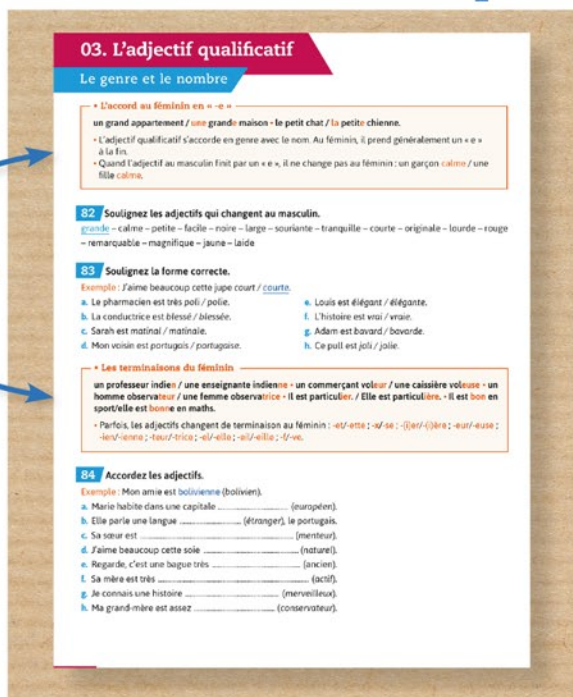 03. L'adjectif qualificatif
Le genre et le nombre
• L'accord au féminin en « -e »
un grand appartement / une grande maison • le petit chat / la petite chienne.
• L'adjectif qualificatif s'accorde en genre avec le nom. Au féminin, il prend généralement un « e »
à la fin.
• Quand l'adjectif au masculin finit par un « e », il ne change pas au féminin : un garçon calme / une
fille calme.
82 Soulignez les adjectifs qui changent au masculin.
grande – calme – petite – facile – noire – large – souriante – tranquille – courte – originale – lourde – rouge
– remarquable – magnifique – jaune – laide
83 Soulignez la forme correcte.
Exemple : J'aime beaucoup cette jupe court / courte.
a. Le pharmacien est très poli / polie.
b. La conductrice est blessé / blessée.
c. Sarah est matinal / matinale.
d. Mon voisin est portugais / portugaise.
e. Louis est élégant / élégante.
f. L'histoire est vrai / vraie.
g. Adam est bavard / bavarde.
h. Ce pull est joli / jolie.
• Les terminaisons du féminin
un professeur indien / une enseignante indienne • un commerçant voleur / une caissière voleuse • un
homme observateur / une femme observatrice • Il est particulier. / Elle est particulière. • Il est bon en
sport/elle est bonne en maths.
• Parfois, les adjectifs changent de terminaison au féminin : -et/-ette ; -x/-se ; -(i)er/-(i)ère ; -eur/-euse ;
-ien/-ienne ; -teur/-trice ; -el/-elle ; -eil/-eille ; -f/-ve.
84 Accordez les adjectifs.
Exemple : Mon amie est bolivienne (bolivien).
a. Marie habite dans une capitale (européen).
b. Elle parle une langue (étranger), le portugais.
c. Sa sœur est (menteur).
d. J'aime beaucoup cette soie (naturel).
e. Regarde, c'est une bague très (ancien).
f. Sa mère est très (actif).
g. Je connais une histoire (merveilleux).
h. Ma grand-mère est assez (conservateur).